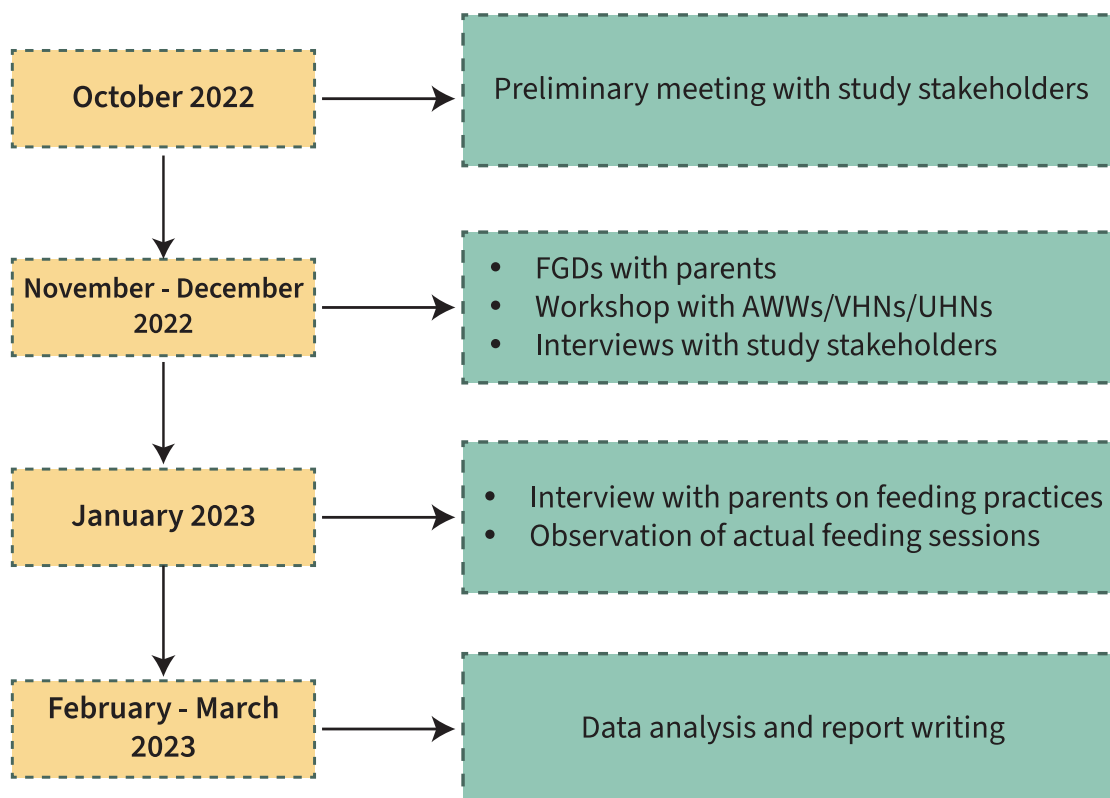 October 2022
Preliminary meeting with study stakeholders
November - December
2022
• FGDs with parents
• Workshop with AWWs/VHNs/UHNs
• Interviews with study stakeholders
January 2023
• Interview with parents on feeding practices
• Observation of actual feeding sessions
February - March
2023
Data analysis and report writing